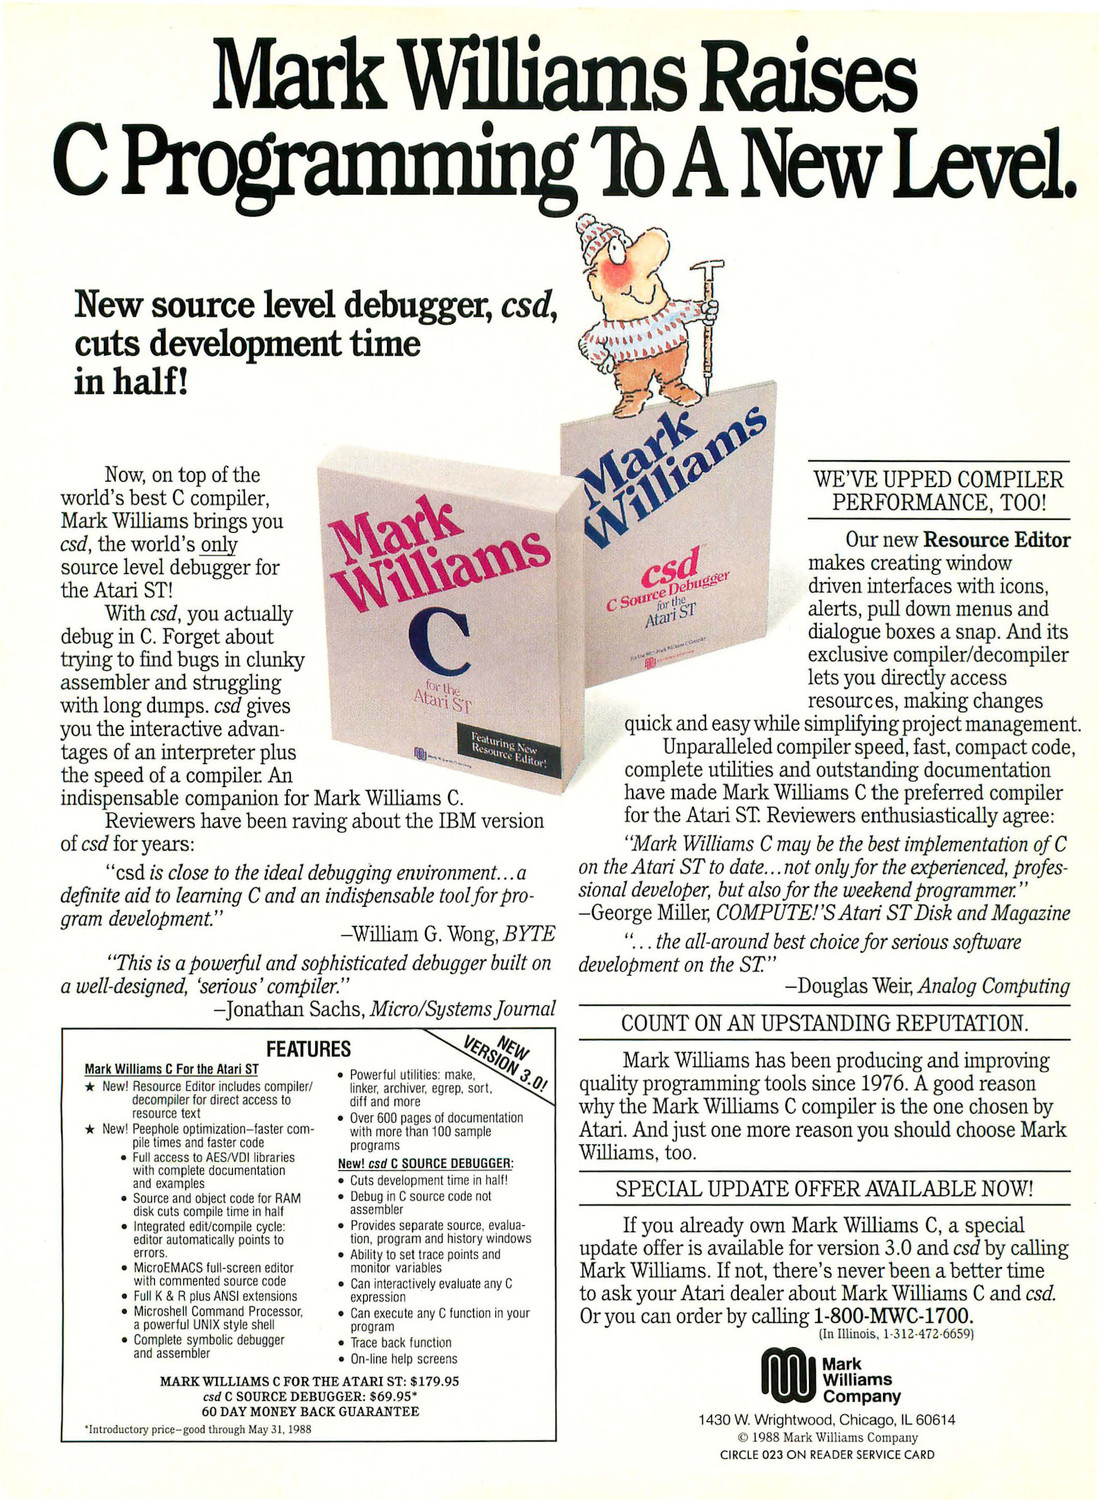 Mark Williams Raises
C Programming To A New Level.
New source level debugger, csd,
cuts development time
in half!
Now, on top of the
world's best C compiler,
Mark Williams brings you
csd, the world's only
source level debugger for
the Atari ST!
With csd, you actually
debug in C. Forget about
trying to find bugs in clunky
assembler and struggling
with long dumps. csd gives
you the interactive advan-
tages of an interpreter plus
the speed of a compiler. An
indispensable companion for Mark Williams C.
Reviewers have been raving about the IBM version
of csd for years:
"csd is close to the ideal debugging environment...a
definite aid to learning C and an indispensable tool for pro-
gram development."
–William G. Wong, BYTE
"This is a powerful and sophisticated debugger built on
a well-designed, 'serious' compiler."
–Jonathan Sachs, Micro/Systems Journal
Mark
Williams
C
for the
Atari ST
Featuring New
Resource Editor!
Mark
Williams
csd
C Source Debugger
for the
Atari ST
WE'VE UPPED COMPILER
PERFORMANCE, TOO!
Our new Resource Editor
makes creating window
driven interfaces with icons,
alerts, pull down menus and
dialogue boxes a snap. And its
exclusive compiler/decompiler
lets you directly access
resources, making changes
quick and easy while simplifying project management.
Unparalleled compiler speed, fast, compact code,
complete utilities and outstanding documentation
have made Mark Williams C the preferred compiler
for the Atari ST. Reviewers enthusiastically agree:
"Mark Williams C may be the best implementation of C
on the Atari ST to date...not only for the experienced, profes-
sional developer, but also for the weekend programmer."
–George Miller, COMPUTE!'S Atari ST Disk and Magazine
"...the all-around best choice for serious software
development on the ST."
–Douglas Weir, Analog Computing
COUNT ON AN UPSTANDING REPUTATION.
Mark Williams has been producing and improving
quality programming tools since 1976. A good reason
why the Mark Williams C compiler is the one chosen by
Atari. And just one more reason you should choose Mark
Williams, too.
SPECIAL UPDATE OFFER AVAILABLE NOW!
If you already own Mark Williams C, a special
update offer is available for version 3.0 and csd by calling
Mark Williams. If not, there's never been a better time
to ask your Atari dealer about Mark Williams C and csd.
Or you can order by calling 1-800-MWC-1700.
(In Illinois, 1-312-472-6659)
FEATURES
NEW
VERSION 3.0!
Mark Williams C For the Atari ST
★ New! Resource Editor includes compiler/
decompiler for direct access to
resource text
★ New! Peephole optimization–faster com-
pile times and faster code
• Full access to AES/VDI libraries
with complete documentation
and examples
• Source and object code for RAM
disk cuts compile time in half
• Integrated edit/compile cycle:
editor automatically points to
errors.
• MicroEMACS full-screen editor
with commented source code
• Full K & R plus ANSI extensions
• Microshell Command Processor,
a powerful UNIX style shell
• Complete symbolic debugger
and assembler
• Powerful utilities: make,
linker, archiver, egrep, sort,
diff and more
• Over 600 pages of documentation
with more than 100 sample
programs
New! csd C SOURCE DEBUGGER:
• Cuts development time in half!
• Debug in C source code not
assembler
• Provides separate source, evalua-
tion, program and history windows
• Ability to set trace points and
monitor variables
• Can interactively evaluate any C
expression
• Can execute any C function in your
program
• Trace back function
• On-line help screens
MARK WILLIAMS C FOR THE ATARI ST: $179.95
csd C SOURCE DEBUGGER: $69.95*
60 DAY MONEY BACK GUARANTEE
*Introductory price–good through May 31, 1988
Mark
Williams
Company
1430 W. Wrightwood, Chicago, IL 60614
© 1988 Mark Williams Company
CIRCLE 023 ON READER SERVICE CARD